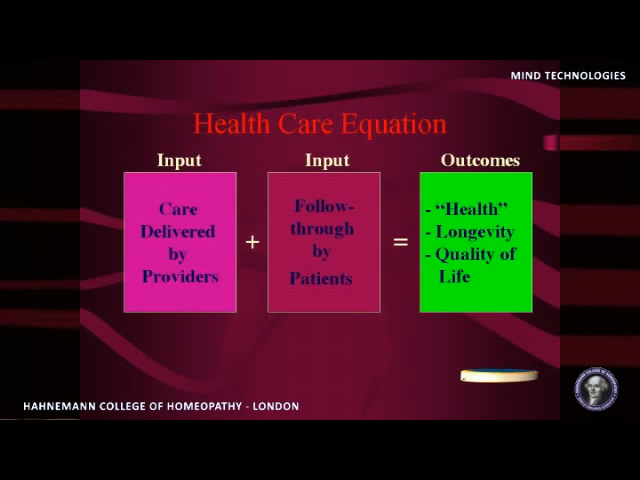 MIND TECHNOLOGIES
Health Care Equation
Input
Input
Outcomes
Care
Delivered
by
Providers
+
Follow-
through
by
Patients
=
- “Health”
- Longevity
- Quality of
Life
HAHNEMANN COLLEGE OF HOMEOPATHY - LONDON